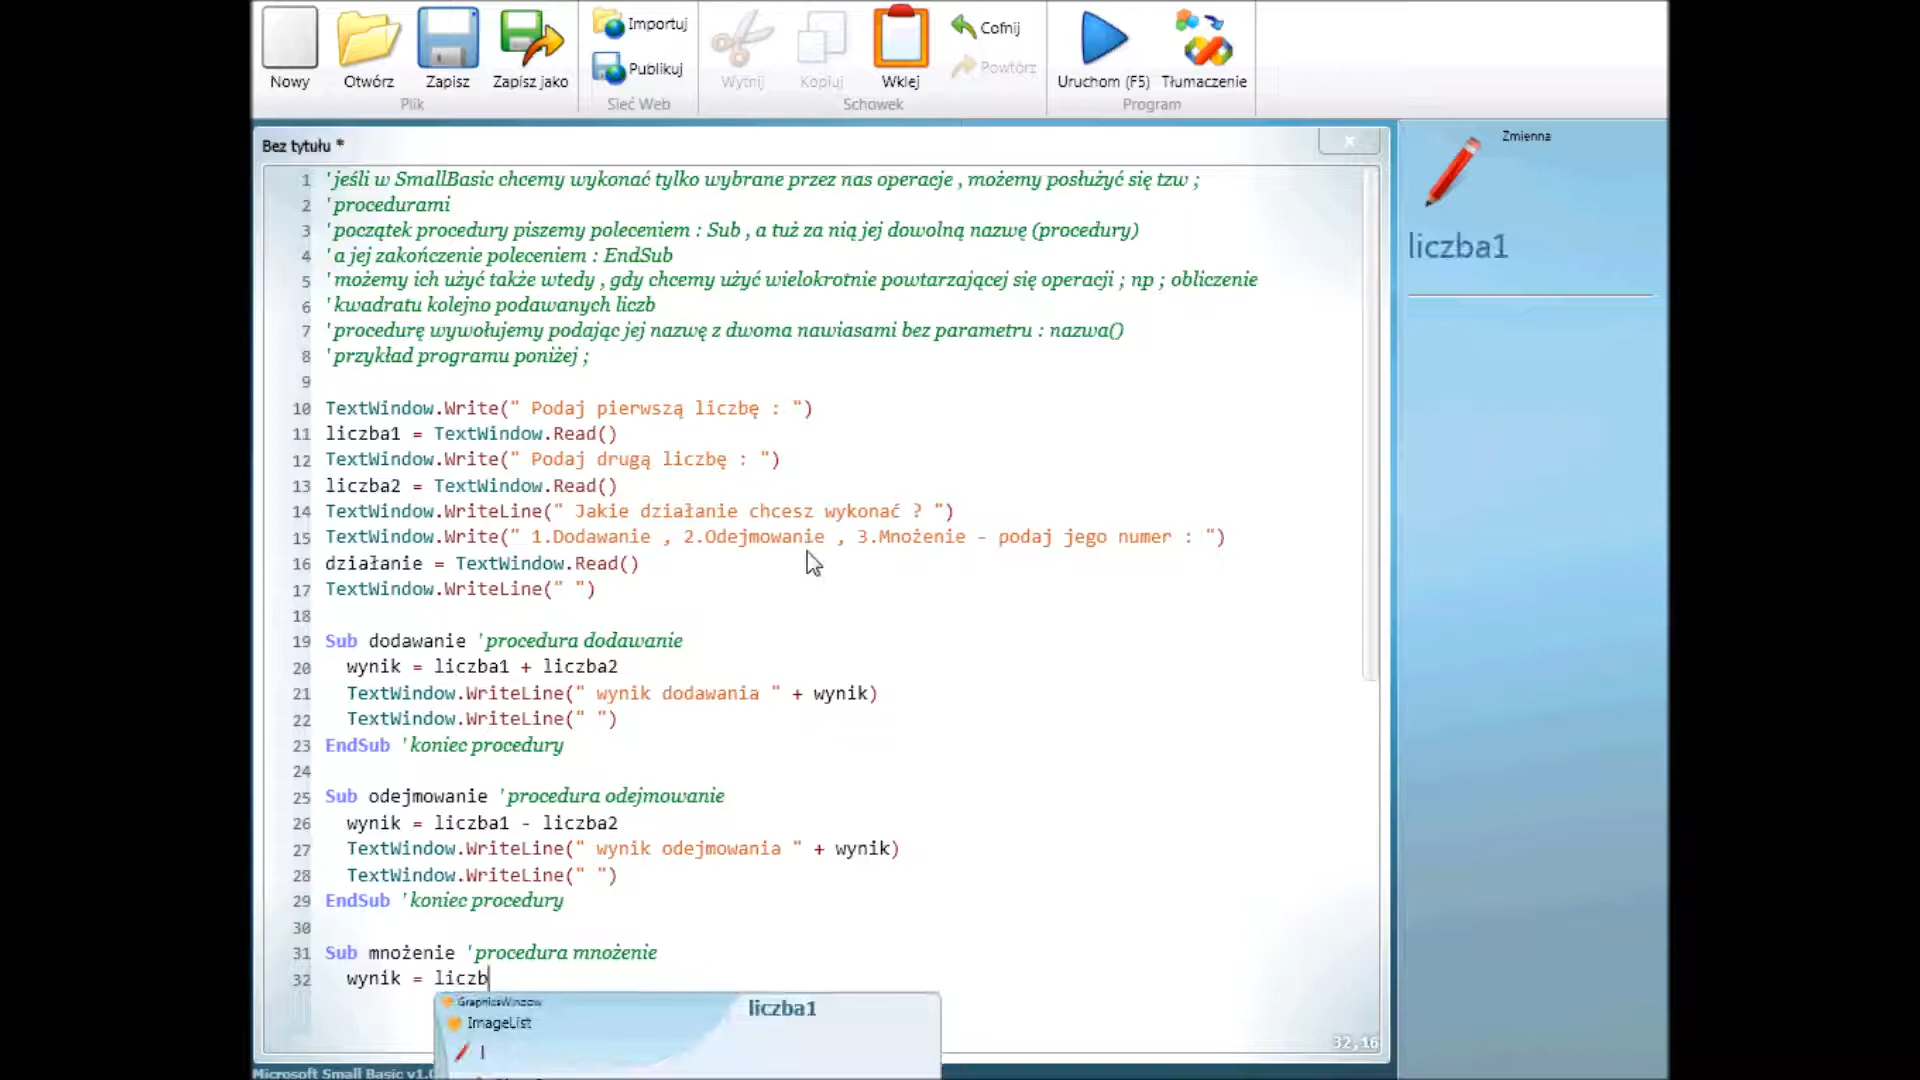 Nowy
Otwórz
Zapisz
Zapisz jako
Plik
Importuj
Publikuj
Sieć Web
Wytnij
Kopiuj
Wklej
Cofnij
Powtórz
Schowek
Uruchom (F5)
Tłumaczenie
Program
Bez tytułu *
1 'jeśli w SmallBasic chcemy wykonać tylko wybrane przez nas operacje , możemy posłużyć się tzw ;
2 'procedurami
3 'początek procedury piszemy poleceniem : Sub , a tuż za nią jej dowolną nazwę (procedury)
4 'a jej zakończenie poleceniem : EndSub
5 'możemy ich użyć także wtedy , gdy chcemy użyć wielokrotnie powtarzającej się operacji ; np ; obliczenie
6 'kwadratu kolejno podawanych liczb
7 'procedurę wywołujemy podając jej nazwę z dwoma nawiasami bez parametru : nazwa()
8 'przykład programu poniżej ;
9
10 TextWindow.Write(" Podaj pierwszą liczbę : ")
11 liczba1 = TextWindow.Read()
12 TextWindow.Write(" Podaj drugą liczbę : ")
13 liczba2 = TextWindow.Read()
14 TextWindow.WriteLine(" Jakie działanie chcesz wykonać ? ")
15 TextWindow.Write(" 1.Dodawanie , 2.Odejmowanie , 3.Mnożenie - podaj jego numer : ")
16 działanie = TextWindow.Read()
17 TextWindow.WriteLine(" ")
18
19 Sub dodawanie 'procedura dodawanie
20 wynik = liczba1 + liczba2
21 TextWindow.WriteLine(" wynik dodawania " + wynik)
22 TextWindow.WriteLine(" ")
23 EndSub 'koniec procedury
24
25 Sub odejmowanie 'procedura odejmowanie
26 wynik = liczba1 - liczba2
27 TextWindow.WriteLine(" wynik odejmowania " + wynik)
28 TextWindow.WriteLine(" ")
29 EndSub 'koniec procedury
30
31 Sub mnożenie 'procedura mnożenie
32 wynik = liczb
GraphicsWindow
ImageList
l
liczba1
32,16
Microsoft Small Basic v1.
Zmienna
liczba1